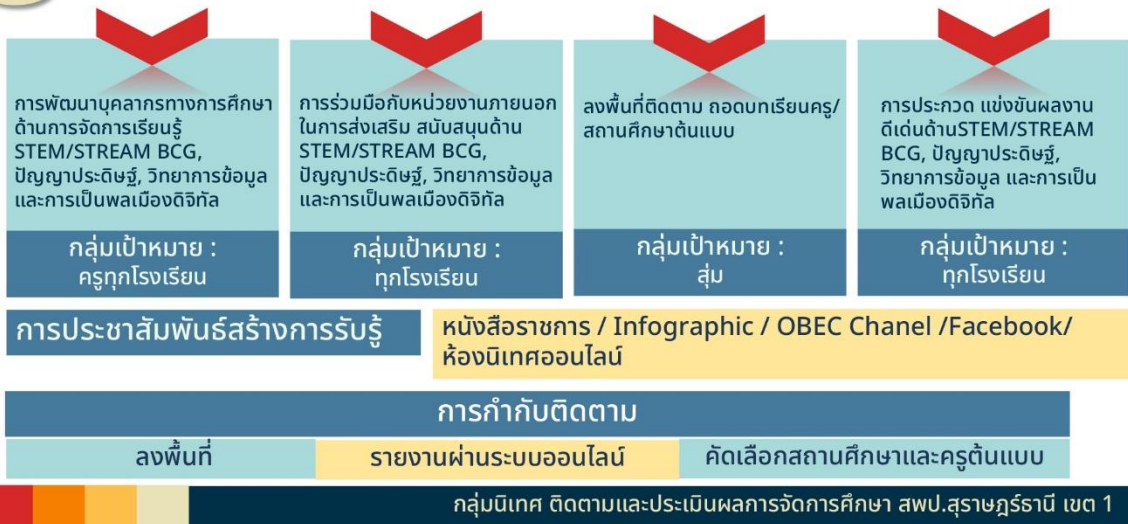 การพัฒนาบุคลากรทางการศึกษา
ด้านการจัดการเรียนรู้
STEM/STREAM BCG,
ปัญญาประดิษฐ์, วิทยาการข้อมูล
และการเป็นพลเมืองดิจิทัล
กลุ่มเป้าหมาย :
ครูทุกโรงเรียน
การร่วมมือกับหน่วยงานภายนอก
ในการส่งเสริม สนับสนุนด้าน
STEM/STREAM BCG,
ปัญญาประดิษฐ์, วิทยาการข้อมูล
และการเป็นพลเมืองดิจิทัล
กลุ่มเป้าหมาย :
ทุกโรงเรียน
ลงพื้นที่ติดตาม ถอดบทเรียนครู/
สถานศึกษาต้นแบบ
กลุ่มเป้าหมาย :
สุ่ม
การประกวด แข่งขันผลงาน
ดีเด่นด้านSTEM/STREAM
BCG, ปัญญาประดิษฐ์,
วิทยาการข้อมูล และการเป็น
พลเมืองดิจิทัล
กลุ่มเป้าหมาย :
ทุกโรงเรียน
การประชาสัมพันธ์สร้างการรับรู้
หนังสือราชการ / Infographic / OBEC Chanel /Facebook/
ห้องนิเทศออนไลน์
การกำกับติดตาม
ลงพื้นที่
รายงานผ่านระบบออนไลน์
คัดเลือกสถานศึกษาและครูต้นแบบ
กลุ่มนิเทศ ติดตามและประเมินผลการจัดการศึกษา สพป.สุราษฎร์ธานี เขต 1